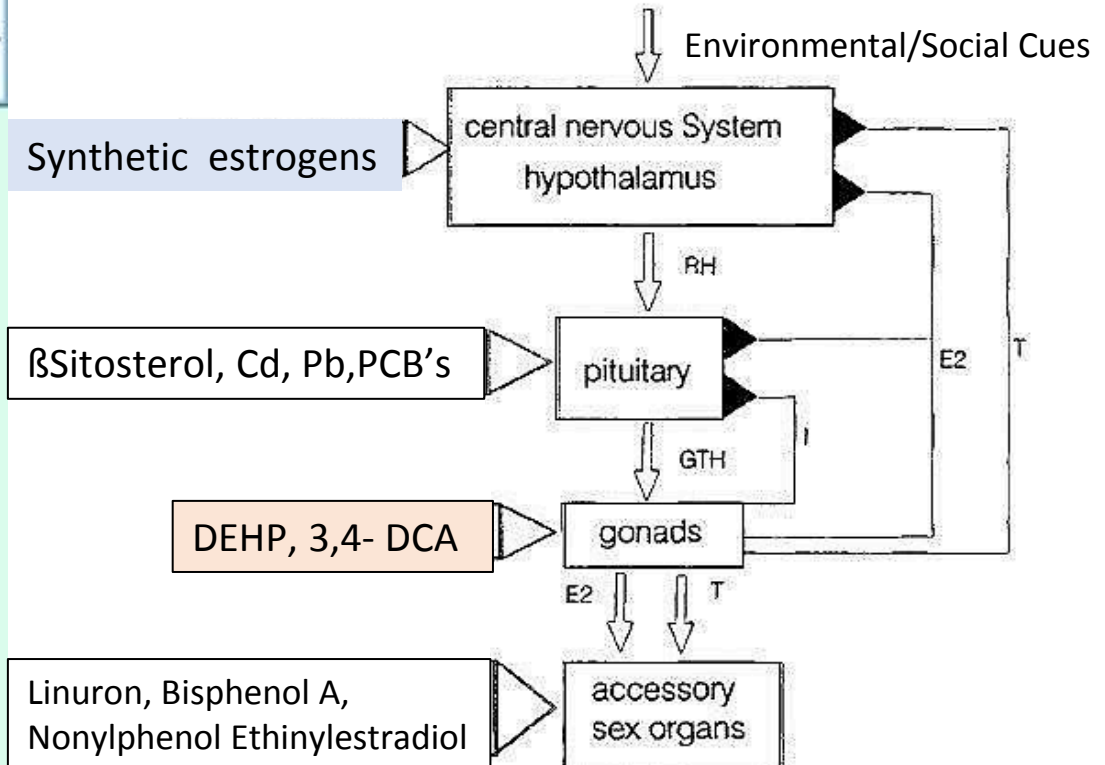 Environmental/Social Cues
central nervous System
hypothalamus
Synthetic estrogens
RH
ßSitosterol, Cd, Pb,PCB's
pituitary
E2
T
GTH
I
DEHP, 3,4- DCA
gonads
E2
T
Linuron, Bisphenol A,
Nonylphenol Ethinylestradiol
accessory
sex organs